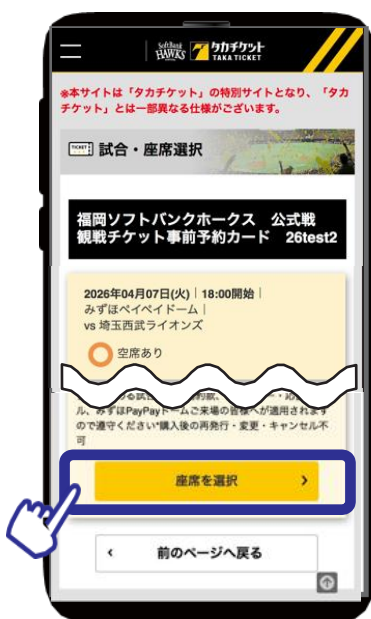 SoftBank HAWKS タカチケット
TAKA TICKET
※本サイトは「タカチケット」の特別サイトとなり、「タカ
チケット」とは一部異なる仕様がございます。
TICKET 試合・座席選択
福岡ソフトバンクホークス 公式戦
観戦チケット事前予約カード 26test2
2026年04月07日(火)｜18:00開始｜
みずほペイペイドーム｜
vs 埼玉西武ライオンズ
空席あり
ル、みずほPayPayドームご来場の皆様へが適用されます
ので遵守ください*購入後の再発行・変更・キャンセル不
可
座席を選択 ›
‹ 前のページへ戻る